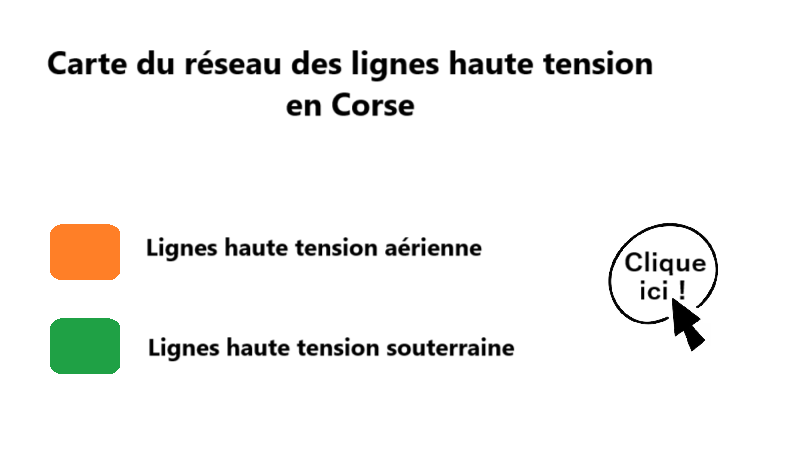 Carte du réseau des lignes haute tension
en Corse
Lignes haute tension aérienne
Clique
ici !
Lignes haute tension souterraine